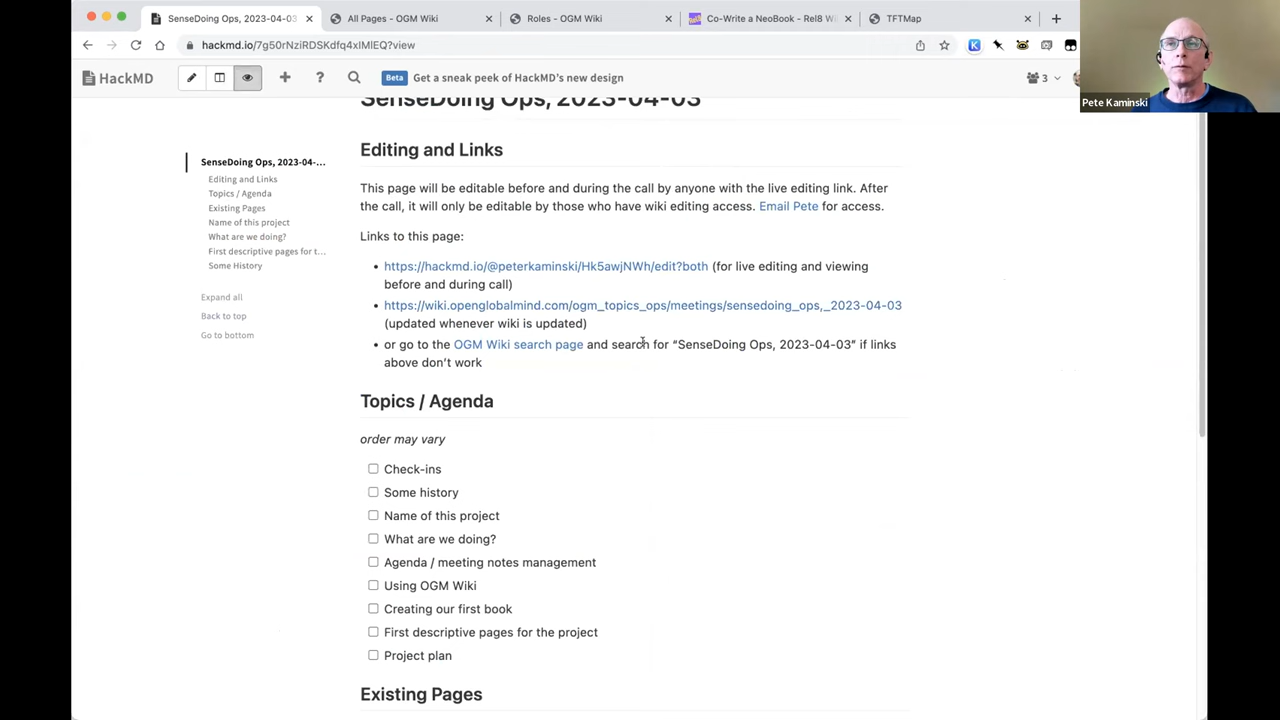 SenseDoing Ops, 2023-04-03
All Pages - OGM Wiki
Roles - OGM Wiki
Co-Write a NeoBook - Rel8 W
TFTMap
hackmd.io/7g50rNziRDSKdfq4xIMlEQ?view
HackMD
Beta
Get a sneak peek of HackMD's new design
3
Pete Kaminski
SenseDoing Ops, 2023-04-03
SenseDoing Ops, 2023-04-...
Editing and Links
Topics / Agenda
Existing Pages
Name of this project
What are we doing?
First descriptive pages for t...
Some History
Expand all
Back to top
Go to bottom
Editing and Links
This page will be editable before and during the call by anyone with the live editing link. After
the call, it will only be editable by those who have wiki editing access. Email Pete for access.
Links to this page:
https://hackmd.io/@peterkaminski/Hk5awjNWh/edit?both (for live editing and viewing
before and during call)
https://wiki.openglobalmind.com/ogm_topics_ops/meetings/sensedoing_ops,_2023-04-03
(updated whenever wiki is updated)
or go to the OGM Wiki search page and search for “SenseDoing Ops, 2023-04-03” if links
above don’t work
Topics / Agenda
order may vary
Check-ins
Some history
Name of this project
What are we doing?
Agenda / meeting notes management
Using OGM Wiki
Creating our first book
First descriptive pages for the project
Project plan
Existing Pages